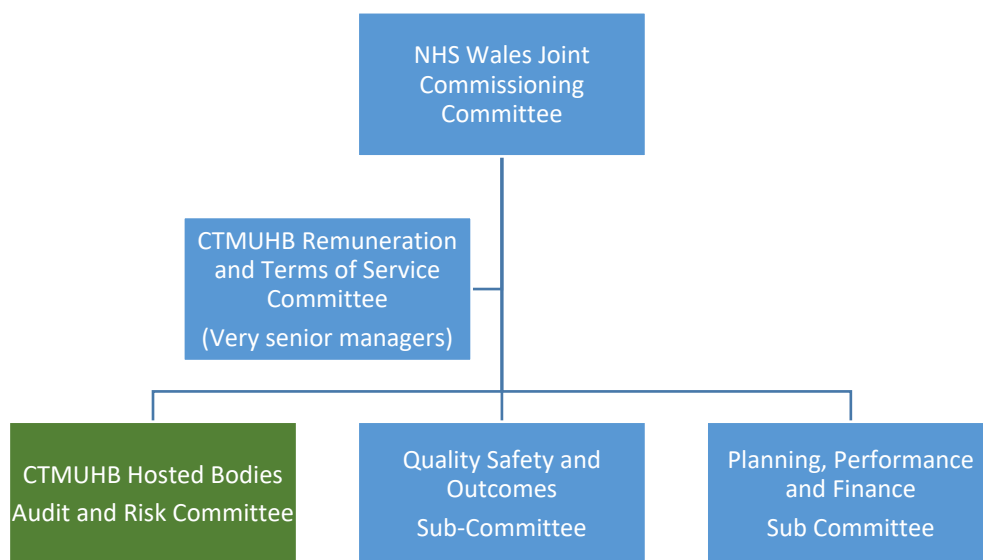 NHS Wales Joint
Commissioning
Committee
CTMUHB Remuneration
and Terms of Service
Committee
(Very senior managers)
CTMUHB Hosted Bodies
Audit and Risk Committee
Quality Safety and
Outcomes
Sub-Committee
Planning, Performance
and Finance
Sub Committee